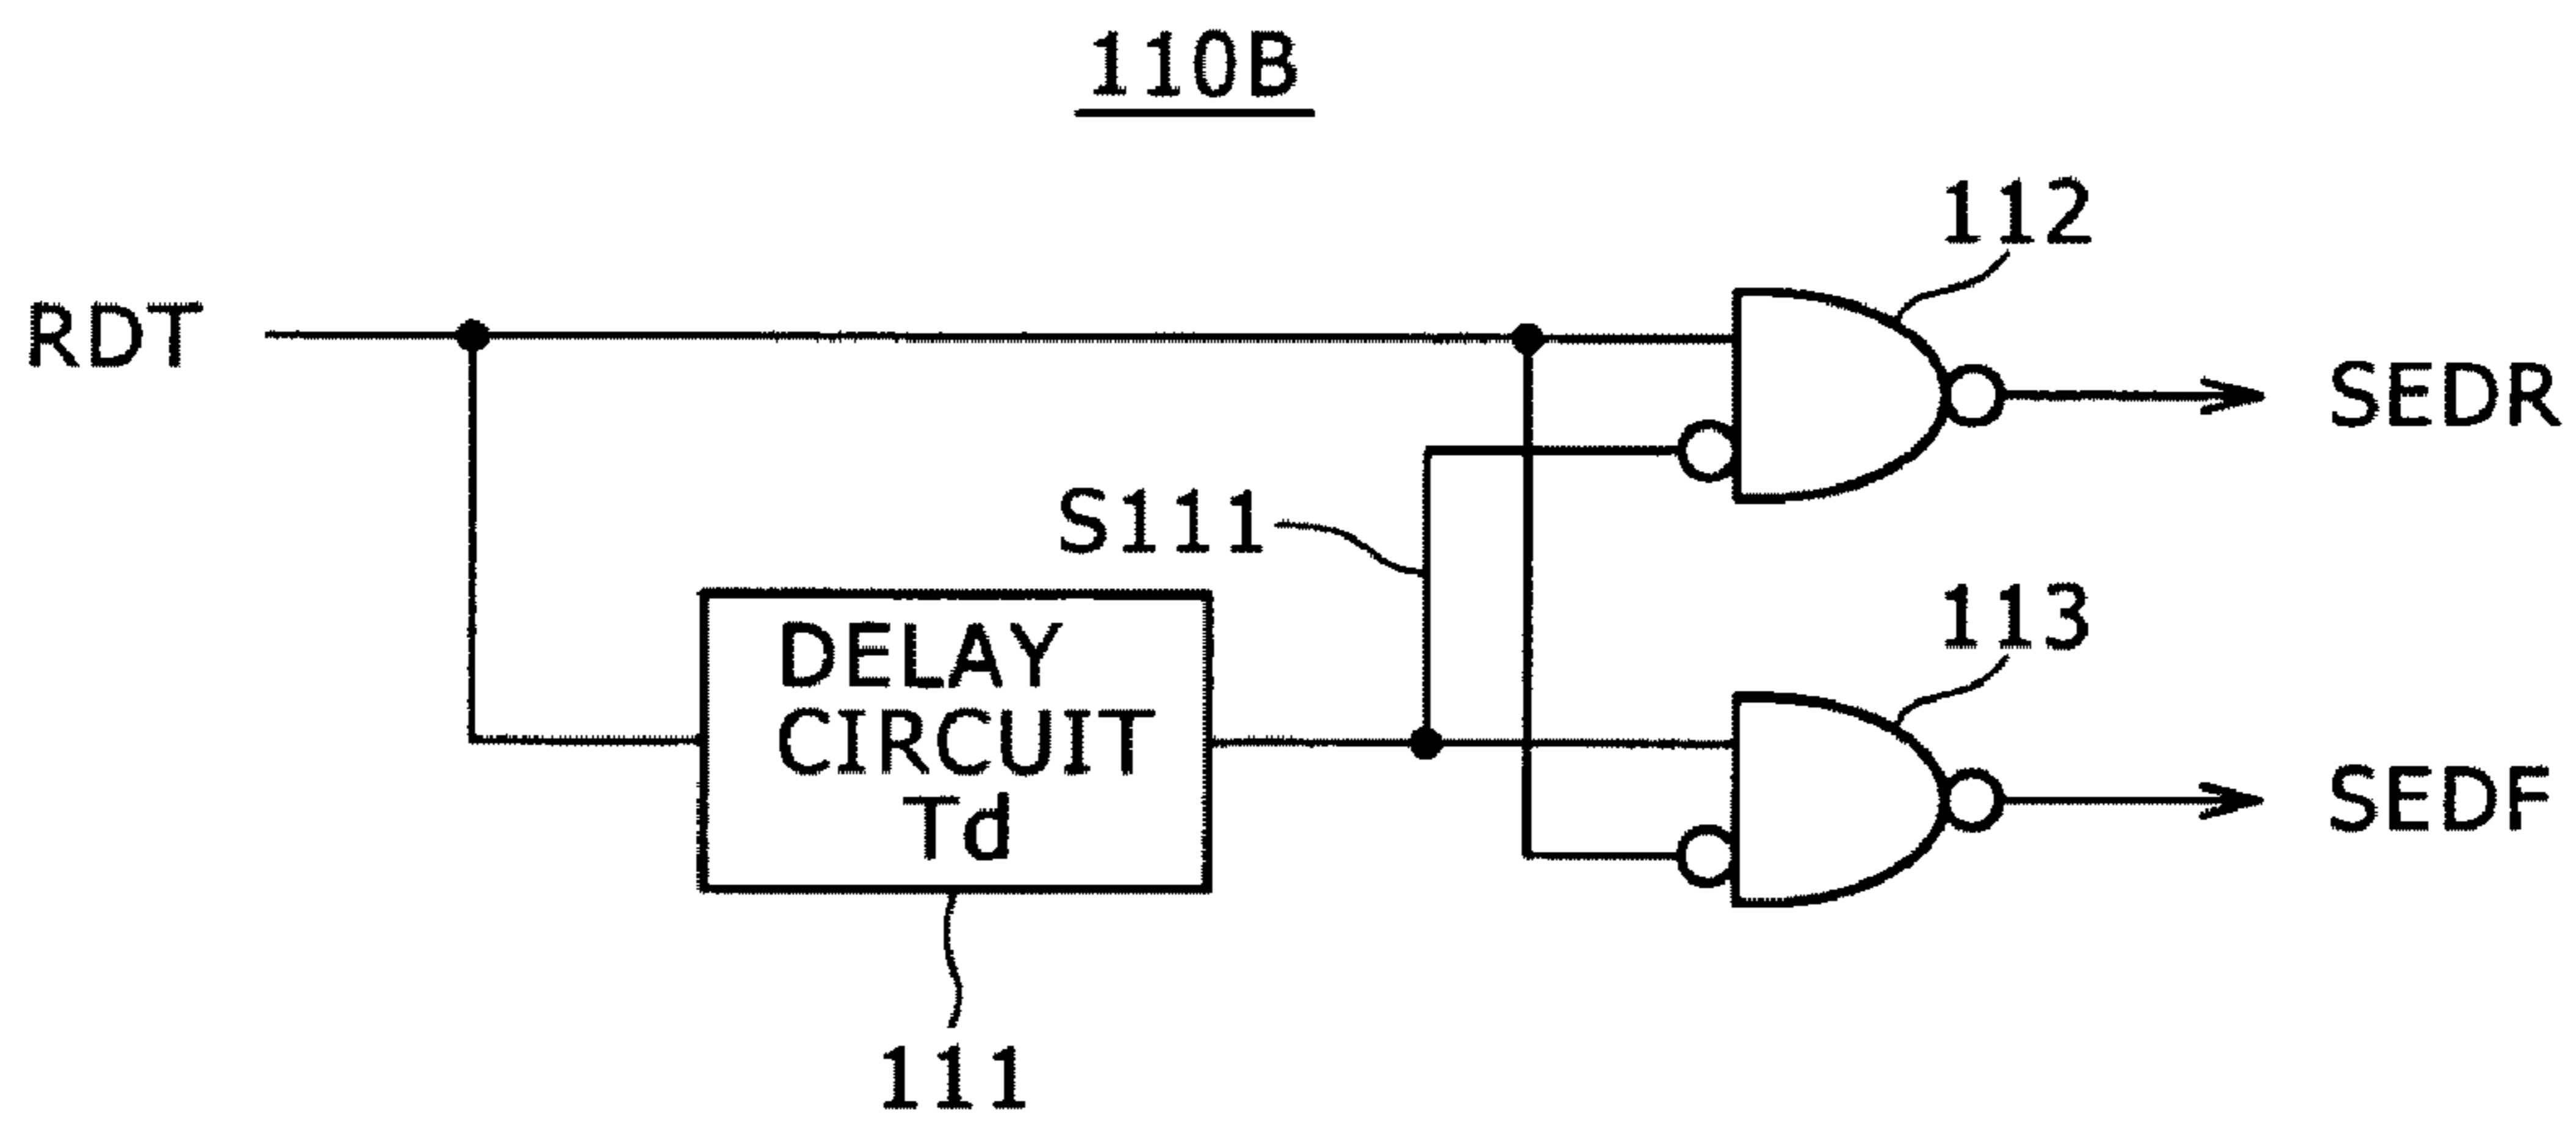 110B
112
RDT
SEDR
S111
113
DELAY
CIRCUIT
Td
SEDF
111